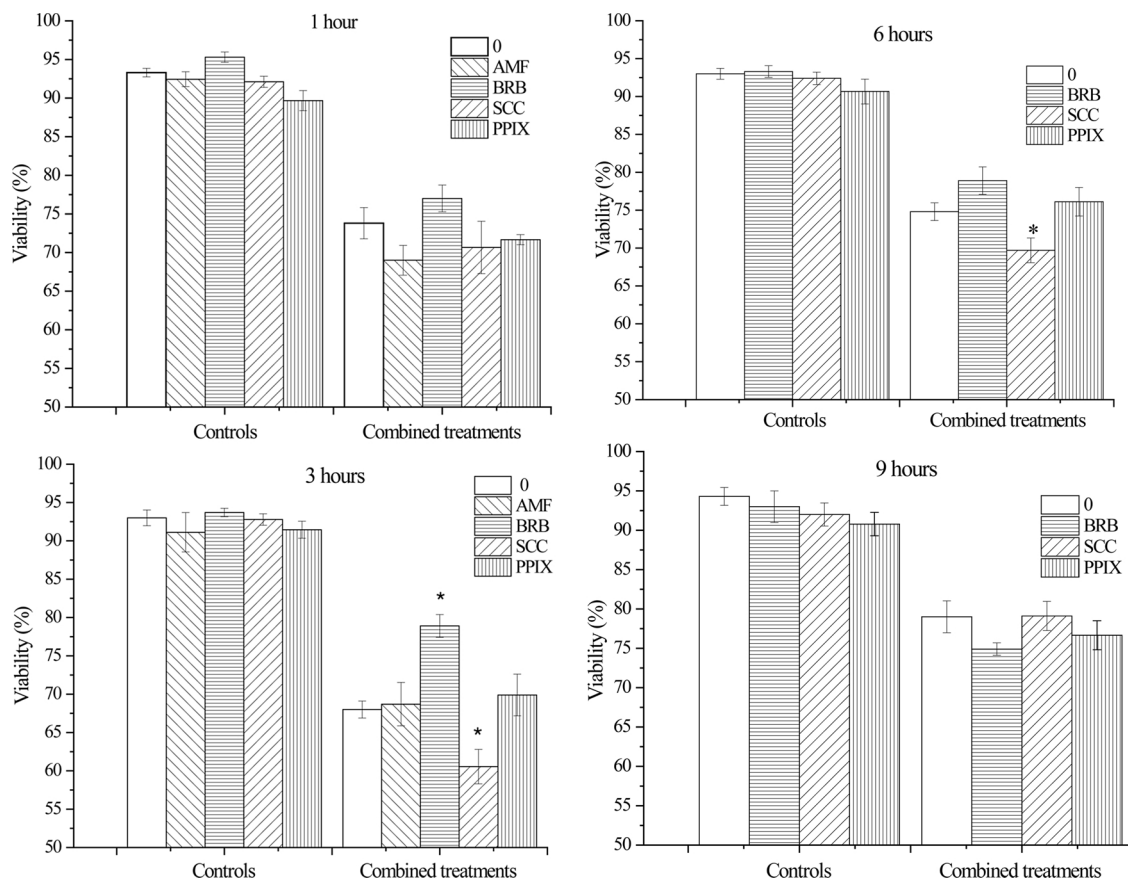 1 hour
Viability (%)
100
95
90
85
80
75
70
65
60
55
50
0
AMF
BRB
SCC
PPIX
Controls
Combined treatments
6 hours
Viability (%)
100
95
90
85
80
75
70
65
60
55
50
0
BRB
SCC
PPIX
*
Controls
Combined treatments
3 hours
Viability (%)
100
95
90
85
80
75
70
65
60
55
50
0
AMF
BRB
SCC
PPIX
*
*
Controls
Combined treatments
9 hours
Viability (%)
100
95
90
85
80
75
70
65
60
55
50
0
BRB
SCC
PPIX
Controls
Combined treatments